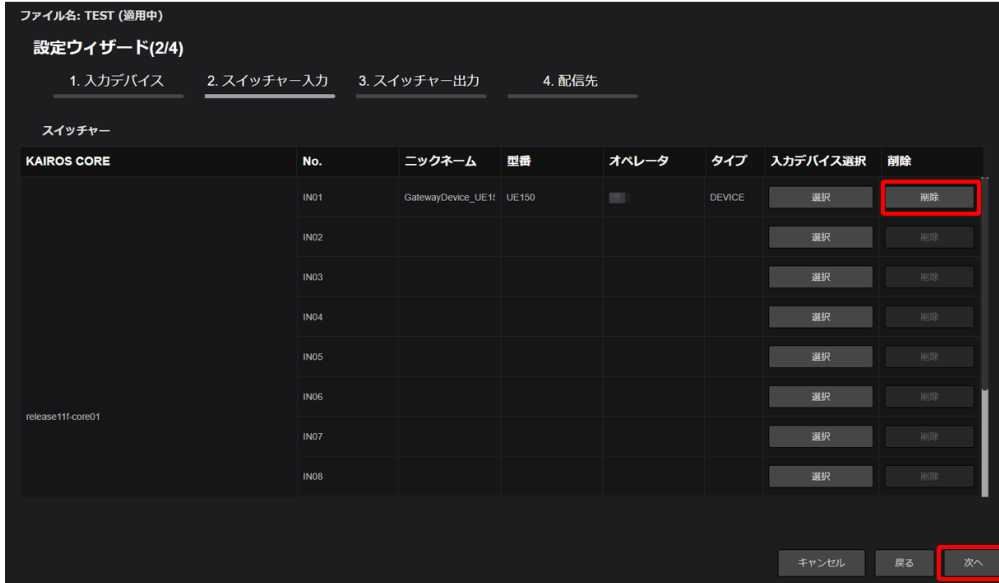 ファイル名: TEST (適用中)
設定ウィザード(2/4)
1. 入力デバイス 2. スイッチャー入力 3. スイッチャー出力 4. 配信先
スイッチャー
KAIROS CORE No. ニックネーム 型番 オペレータ タイプ 入力デバイス選択 削除
IN01 GatewayDevice_UE15 UE150 DEVICE 選択 削除
IN02 選択 削除
IN03 選択 削除
IN04 選択 削除
IN05 選択 削除
IN06 選択 削除
release11f-core01
IN07 選択 削除
IN08 選択 削除
キャンセル 戻る 次へ